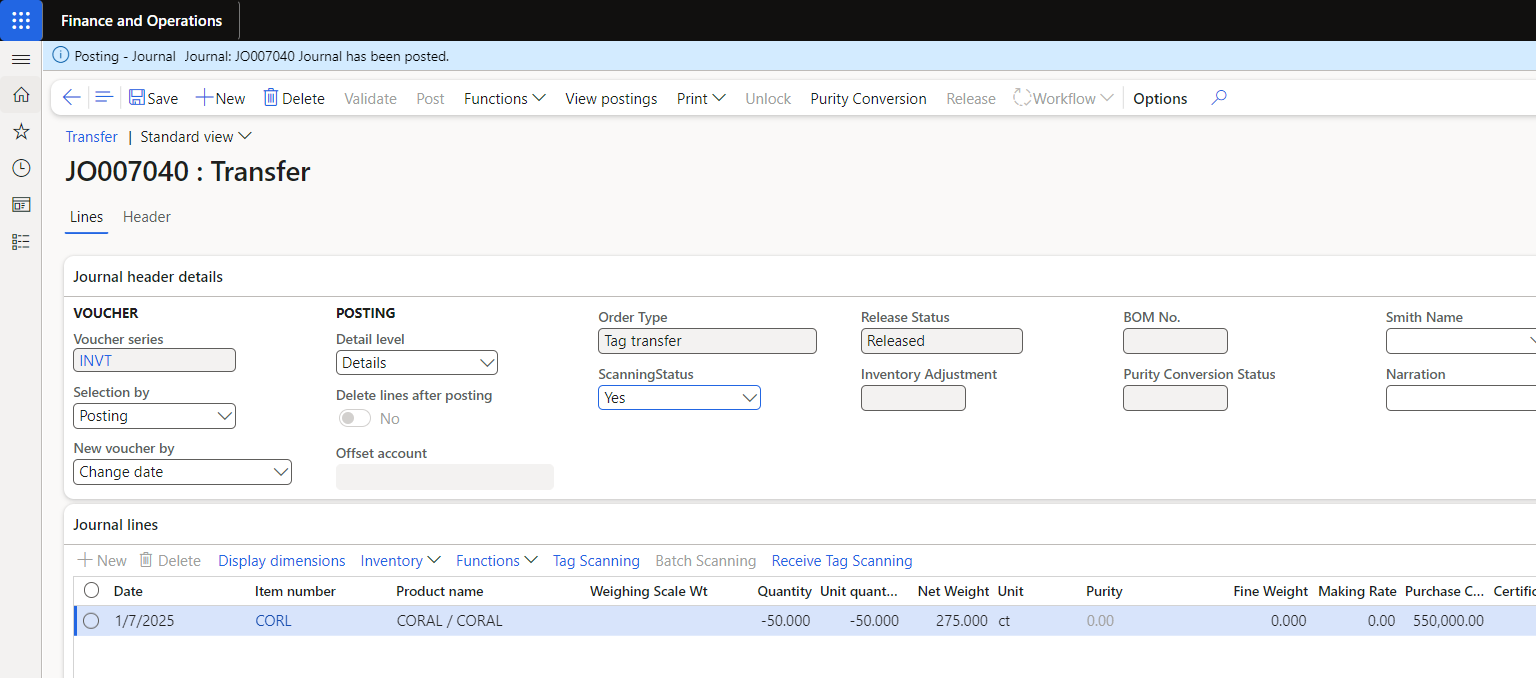 Finance and Operations
Posting - Journal Journal: JO007040 Journal has been posted.
Save New Delete Validate Post Functions View postings Print Unlock Purity Conversion Release Workflow Options
Transfer | Standard view
JO007040 : Transfer
Lines Header
Journal header details
VOUCHER
Voucher series
INVT
Selection by
Posting
New voucher by
Change date
POSTING
Detail level
Details
Delete lines after posting
No
Offset account
Order Type
Tag transfer
ScanningStatus
Yes
Release Status
Released
Inventory Adjustment
BOM No.
Purity Conversion Status
Smith Name
Narration
Journal lines
New Delete Display dimensions Inventory Functions Tag Scanning Batch Scanning Receive Tag Scanning
Date Item number Product name Weighing Scale Wt Quantity Unit quant... Net Weight Unit Purity Fine Weight Making Rate Purchase C... Certific
1/7/2025 CORL CORAL / CORAL -50.000 -50.000 275.000 ct 0.00 0.000 0.00 550,000.00